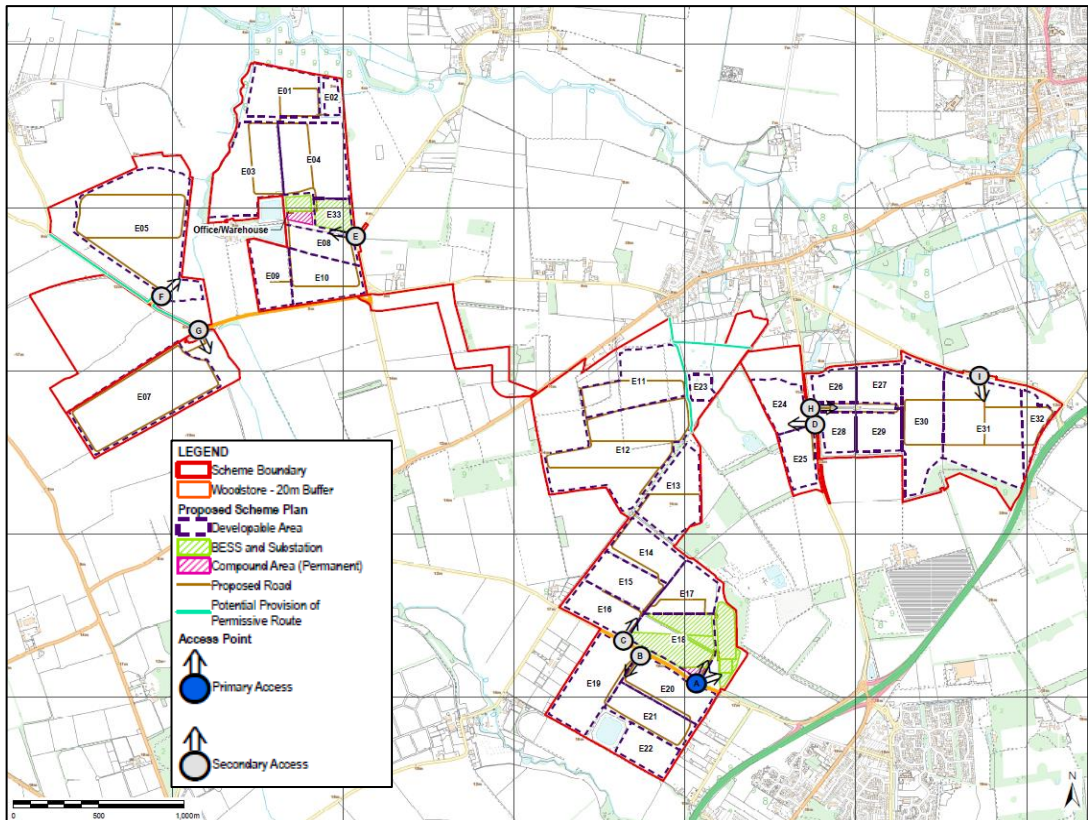 E01
E02
E03
E04
E33
E05
Office/Warehouse
E
E08
E09
E10
F
G
E07
E11
E23
E12
E13
E24
H
D
E25
E26
E27
E28
E29
E30
I
E31
E32
E14
E15
E16
E17
E18
C
B
A
E19
E20
E21
E22
LEGEND
Scheme Boundary
Woodstore - 20m Buffer
Proposed Scheme Plan
Developable Area
BESS and Substation
Compound Area (Permanent)
Proposed Road
Potential Provision of
Permissive Route
Access Point
Primary Access
Secondary Access
0 500 1,000m
N